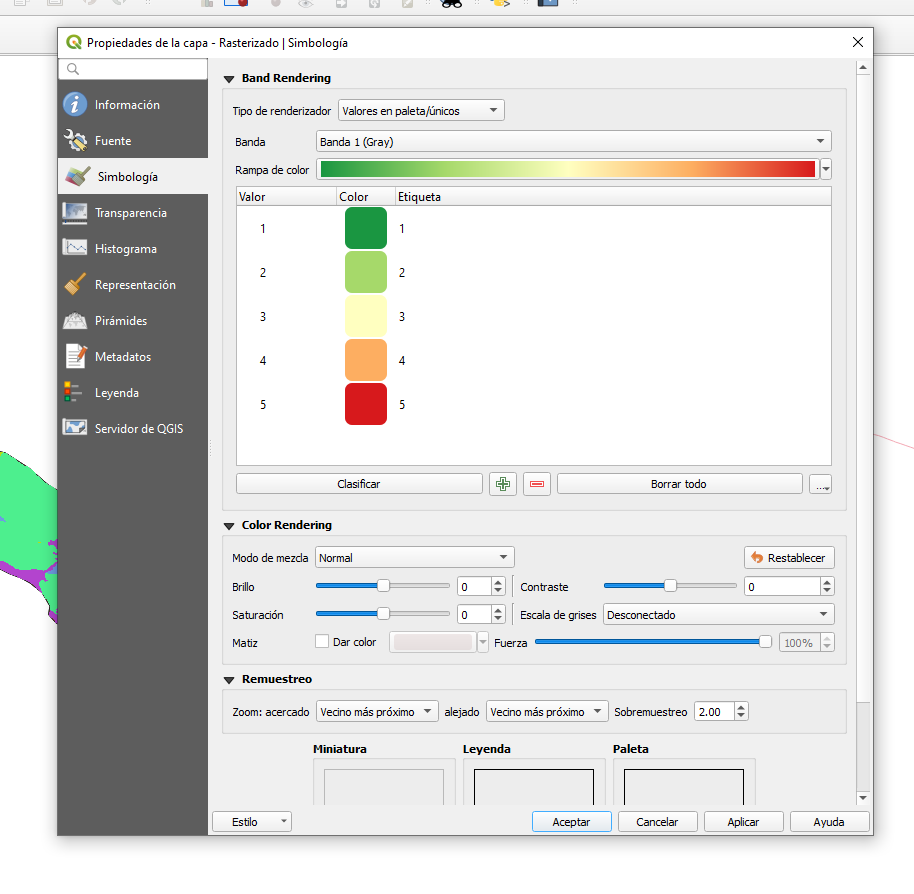 Propiedades de la capa - Rasterizado | Simbología
Información
Fuente
Simbología
Transparencia
Histograma
Representación
Pirámides
Metadatos
Leyenda
Servidor de QGIS
Band Rendering
Tipo de renderizador Valores en paleta/únicos
Banda Banda 1 (Gray)
Rampa de color
Valor Color Etiqueta
1 1
2 2
3 3
4 4
5 5
Clasificar Borrar todo ...
Color Rendering
Modo de mezcla Normal Restablecer
Brillo 0 Contraste 0
Saturación 0 Escala de grises Desconectado
Matiz Dar color Fuerza 100%
Remuestreo
Zoom: acercado Vecino más próximo alejado Vecino más próximo Sobremuestreo 2.00
Miniatura Leyenda Paleta
Estilo Aceptar Cancelar Aplicar Ayuda